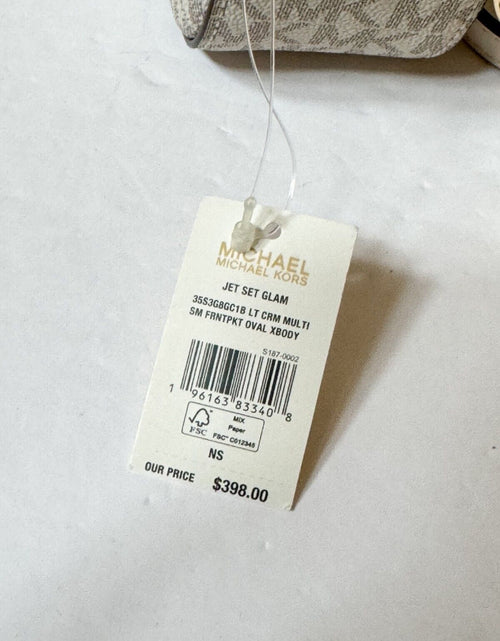 MICHAEL
MICHAEL KORS
JET SET GLAM
35S3G8GC1B LT CRM MULTI
SM FRNTPKT OVAL XBODY
S187-0002
1 96163 83340 8
FSC
MIX
Paper
FSC™ C012345
NS
OUR PRICE $398.00